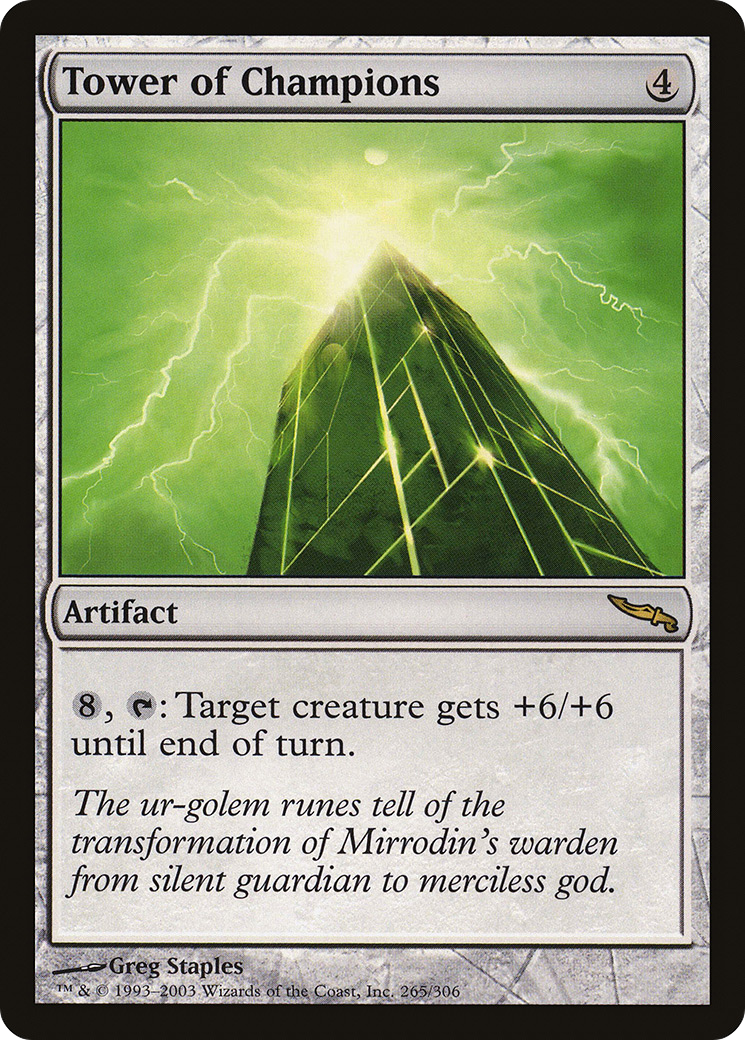 Tower of Champions 4
Artifact
8, : Target creature gets +6/+6
until end of turn.
The ur-golem runes tell of the
transformation of Mirrodin's warden
from silent guardian to merciless god.
Greg Staples
™ & © 1993–2003 Wizards of the Coast, Inc. 265/306